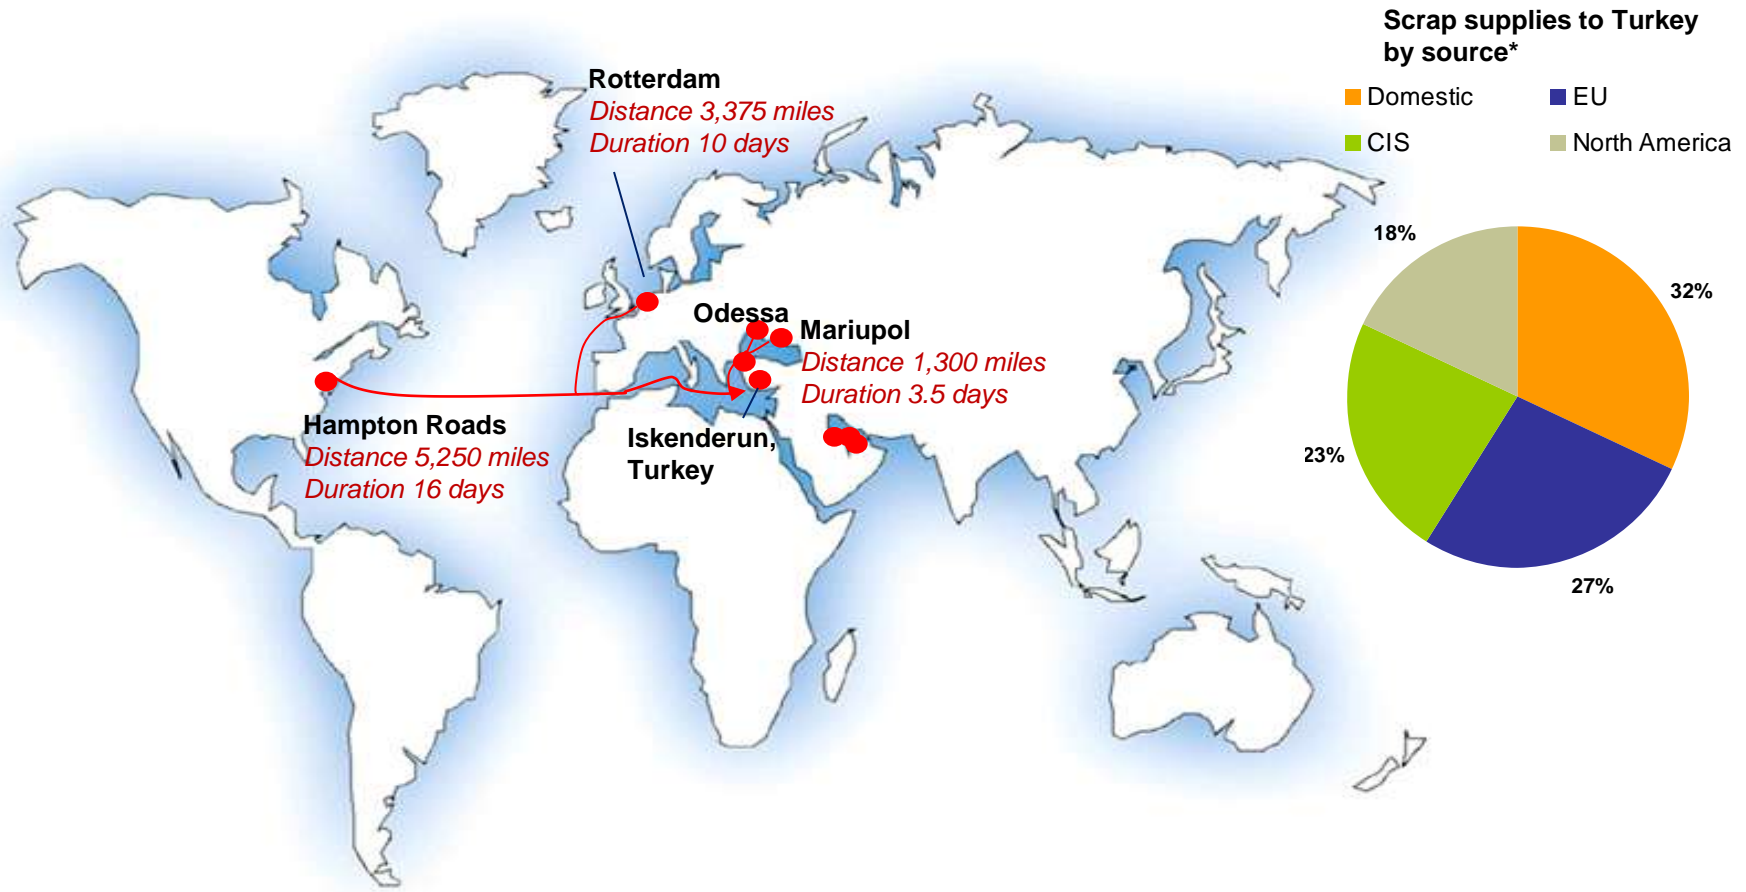 Scrap supplies to Turkey
by source*
Domestic
EU
CIS
North America
Rotterdam
Distance 3,375 miles
Duration 10 days
Odessa
Mariupol
Distance 1,300 miles
Duration 3.5 days
Hampton Roads
Distance 5,250 miles
Duration 16 days
Iskenderun,
Turkey
18%
32%
23%
27%